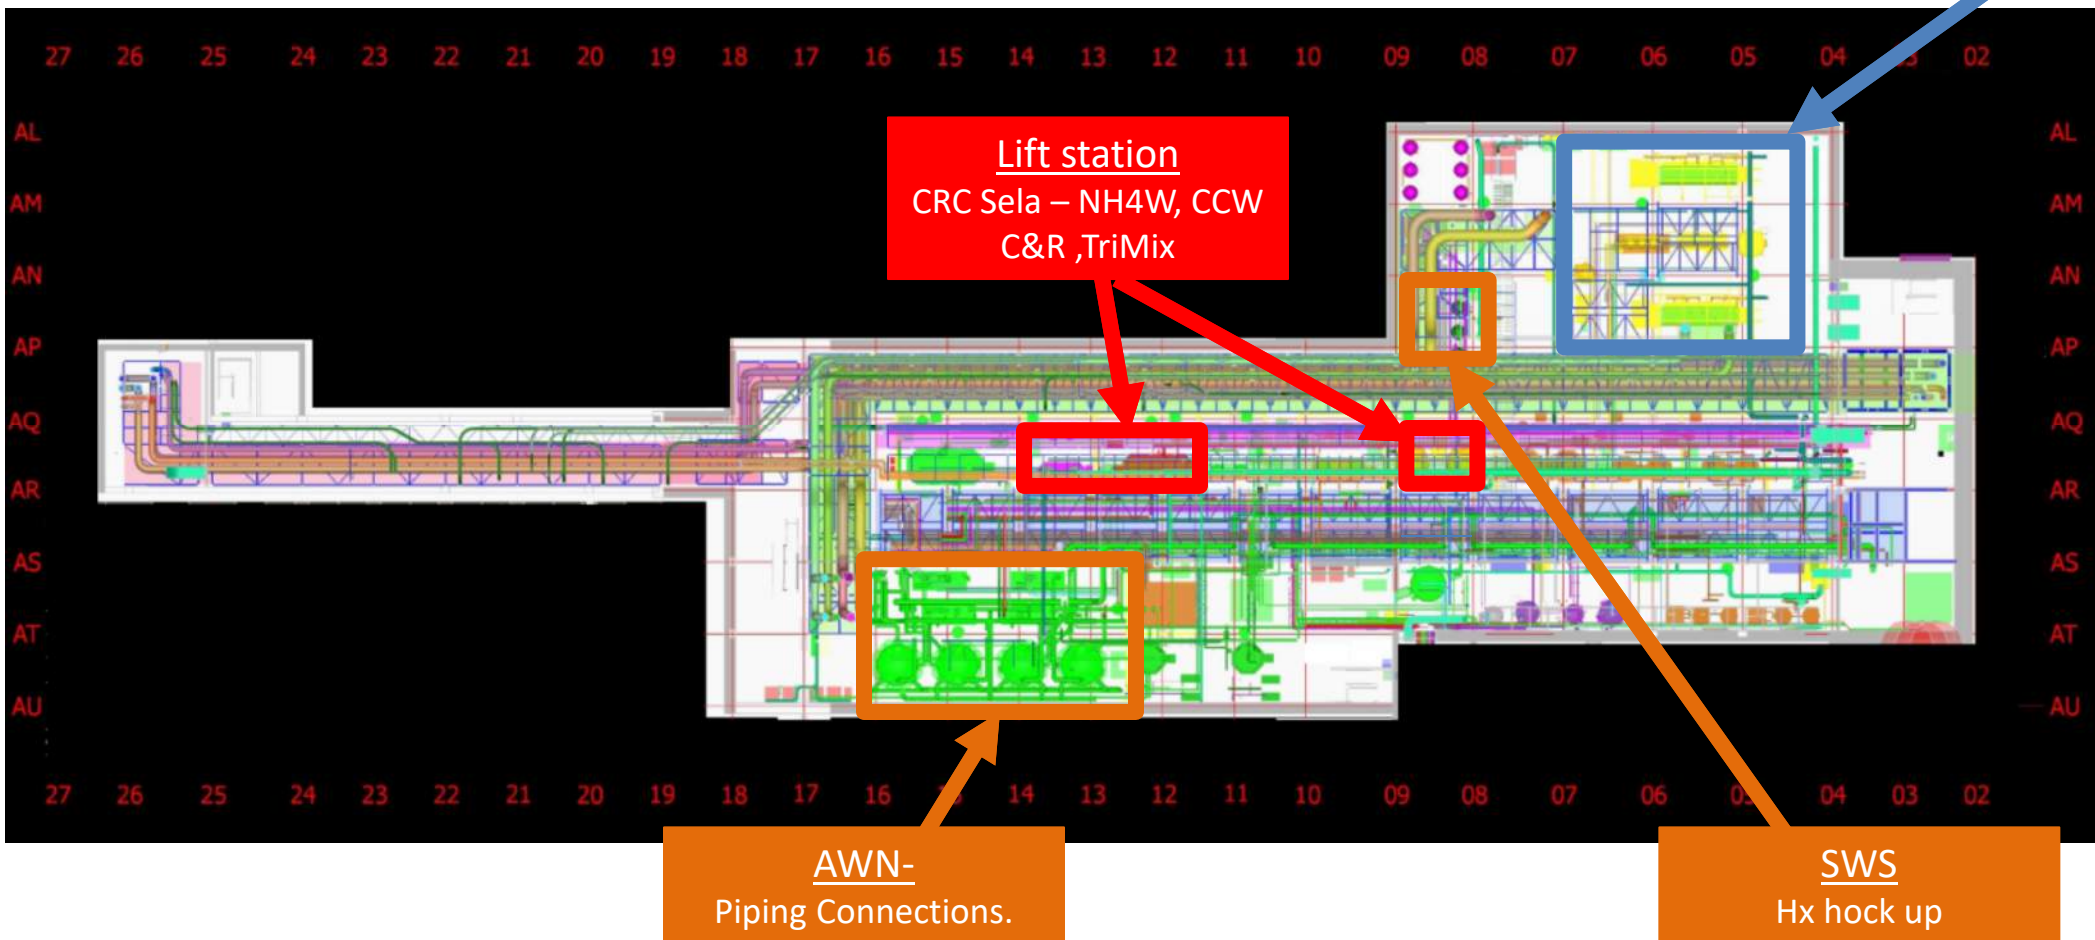 27 26 25 24 23 22 21 20 19 18 17 16 15 14 13 12 11 10 09 08 07 06 05 04 02
AL AL
Lift station
CRC Sela – NH4W, CCW
C&R ,TriMix
AM AM
AN AN
AP AP
AQ AQ
AR AR
AS AS
AT AT
AU AU
27 26 25 24 23 22 21 20 19 18 17 16 14 13 12 11 10 09 08 07 06 04 03 02
AWN-
Piping Connections.
SWS
Hx hock up